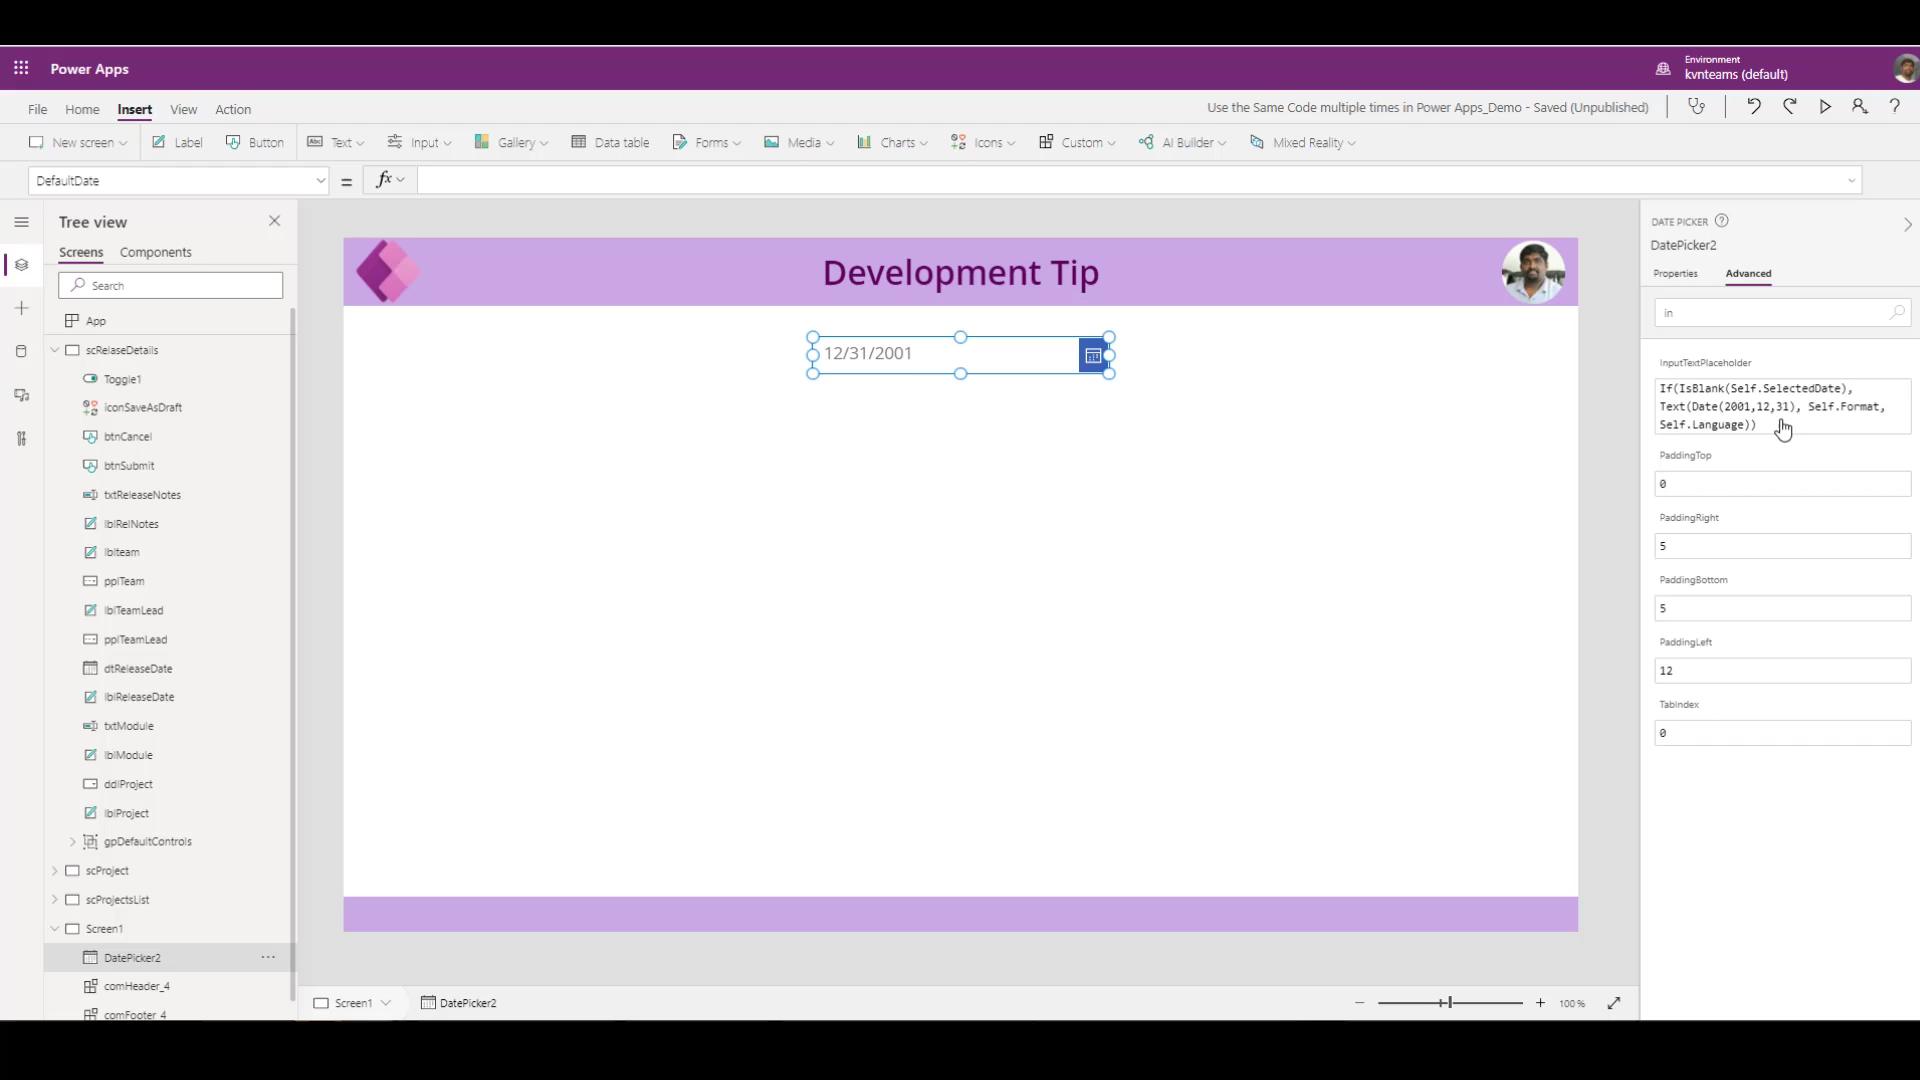 Power Apps
Environment
kvnteams (default)
File Home Insert View Action
Use the Same Code multiple times in Power Apps_Demo - Saved (Unpublished)
New screen Label Button Text Input Gallery Data table Forms Media Charts Icons Custom AI Builder Mixed Reality
DefaultDate = fx
Tree view
Screens Components
Search
App
scRelaseDetails
Toggle1
iconSaveAsDraft
btnCancel
btnSubmit
txtReleaseNotes
lblRelNotes
lblteam
pplTeam
lblTeamLead
pplTeamLead
dtReleaseDate
lblReleaseDate
txtModule
lblModule
ddlProject
lblProject
gpDefaultControls
scProject
scProjectsList
Screen1
DatePicker2
comHeader_4
comFooter_4
Development Tip
12/31/2001
Screen1 DatePicker2
100 %
DATE PICKER
DatePicker2
Properties Advanced
in
InputTextPlaceholder
If(IsBlank(Self.SelectedDate),
Text(Date(2001,12,31), Self.Format,
Self.Language))
PaddingTop
0
PaddingRight
5
PaddingBottom
5
PaddingLeft
12
TabIndex
0